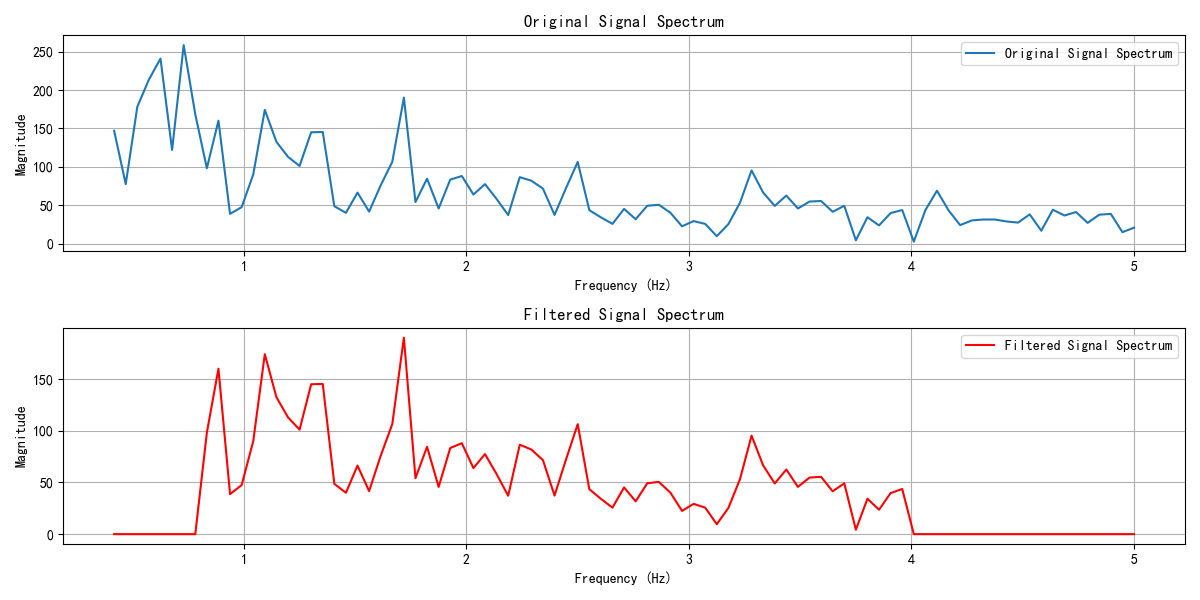 Original Signal Spectrum
250
200
150
100
50
0
Magnitude
Original Signal Spectrum
1 2 3 4 5
Frequency (Hz)
Filtered Signal Spectrum
150
100
50
0
Magnitude
Filtered Signal Spectrum
1 2 3 4 5
Frequency (Hz)